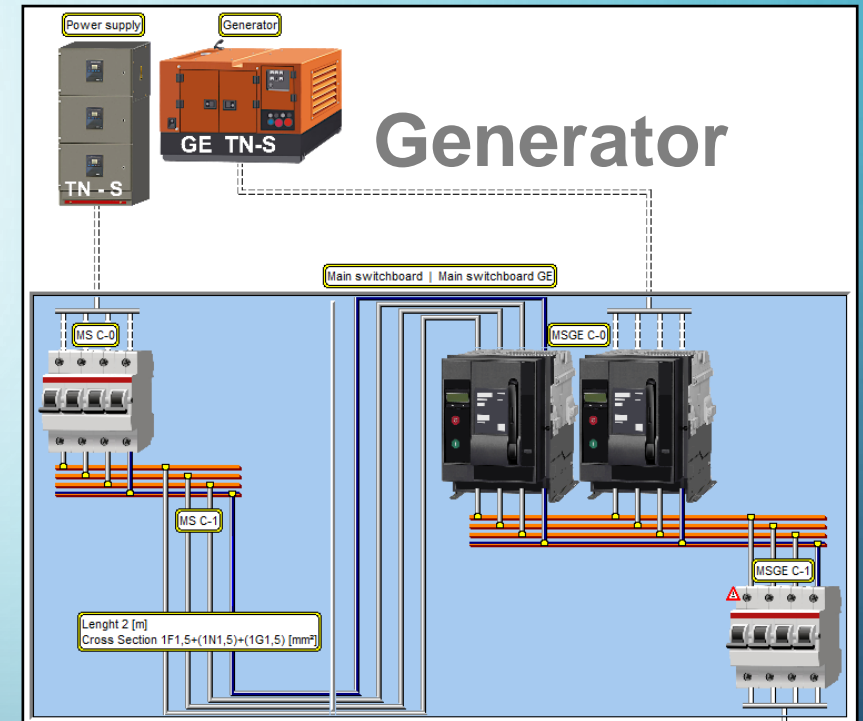 Power supply
Generator
GE TN-S
TN - S
Generator
Main switchboard | Main switchboard GE
MS C-0
MSGE C-0
MS C-1
MSGE C-1
Lenght 2 [m]
Cross Section 1F1,5+(1N1,5)+(1G1,5) [mm²]